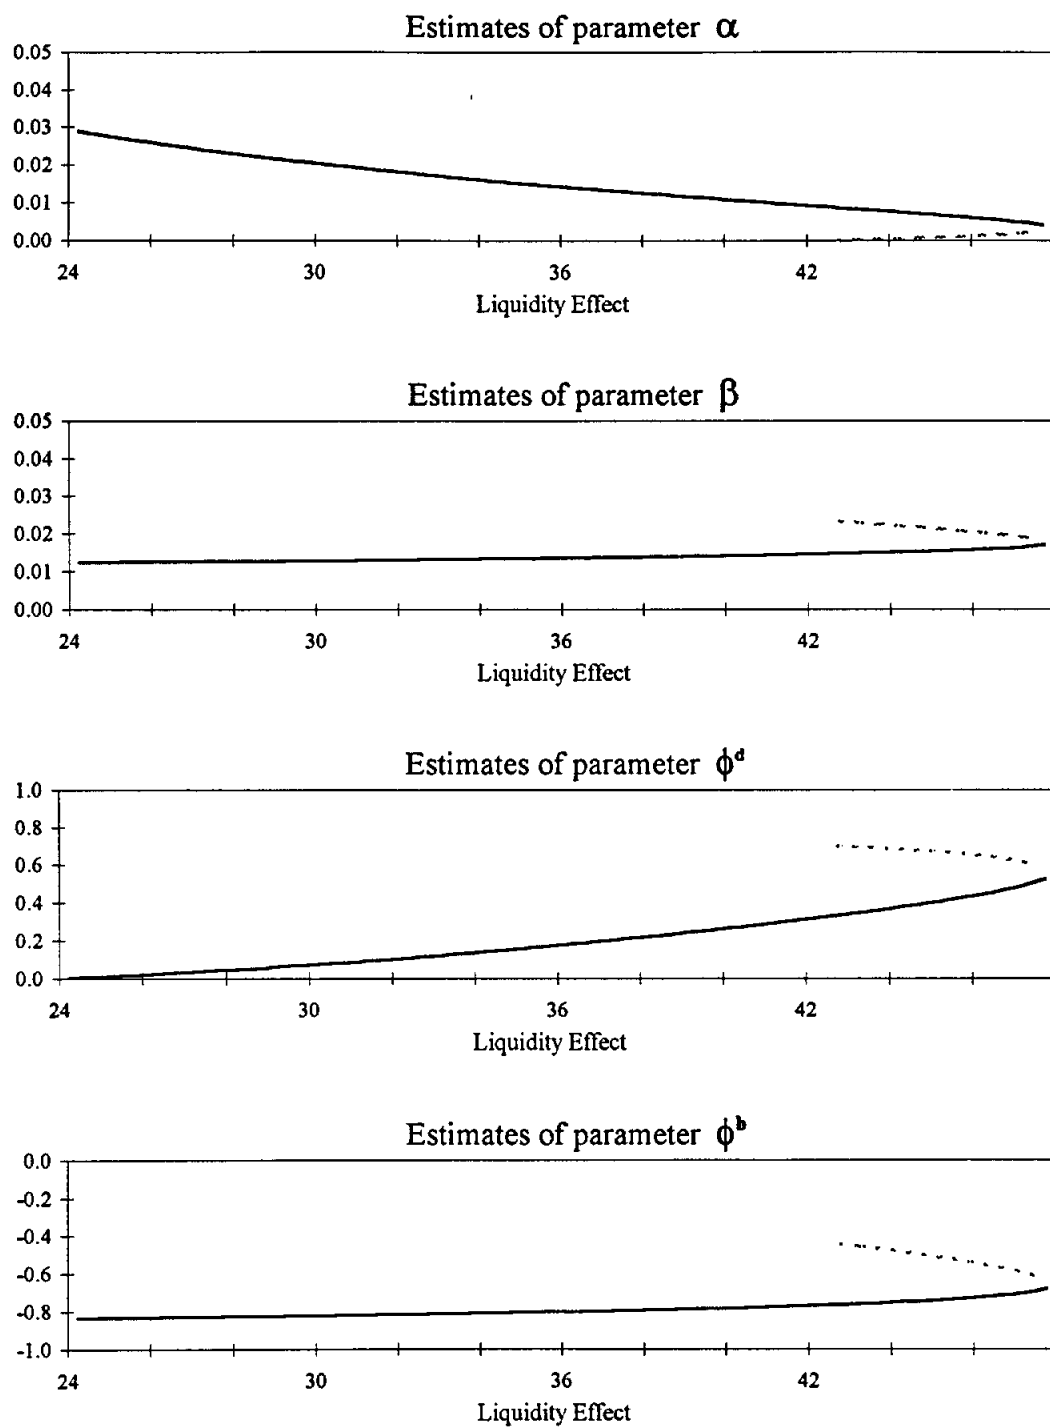 Estimates of parameter α
0.05
0.04
0.03
0.02
0.01
0.00
24 30 36 42
Liquidity Effect
Estimates of parameter β
0.05
0.04
0.03
0.02
0.01
0.00
24 30 36 42
Liquidity Effect
Estimates of parameter ϕᵈ
1.0
0.8
0.6
0.4
0.2
0.0
24 30 36 42
Liquidity Effect
Estimates of parameter ϕᵇ
0.0
-0.2
-0.4
-0.6
-0.8
-1.0
24 30 36 42
Liquidity Effect